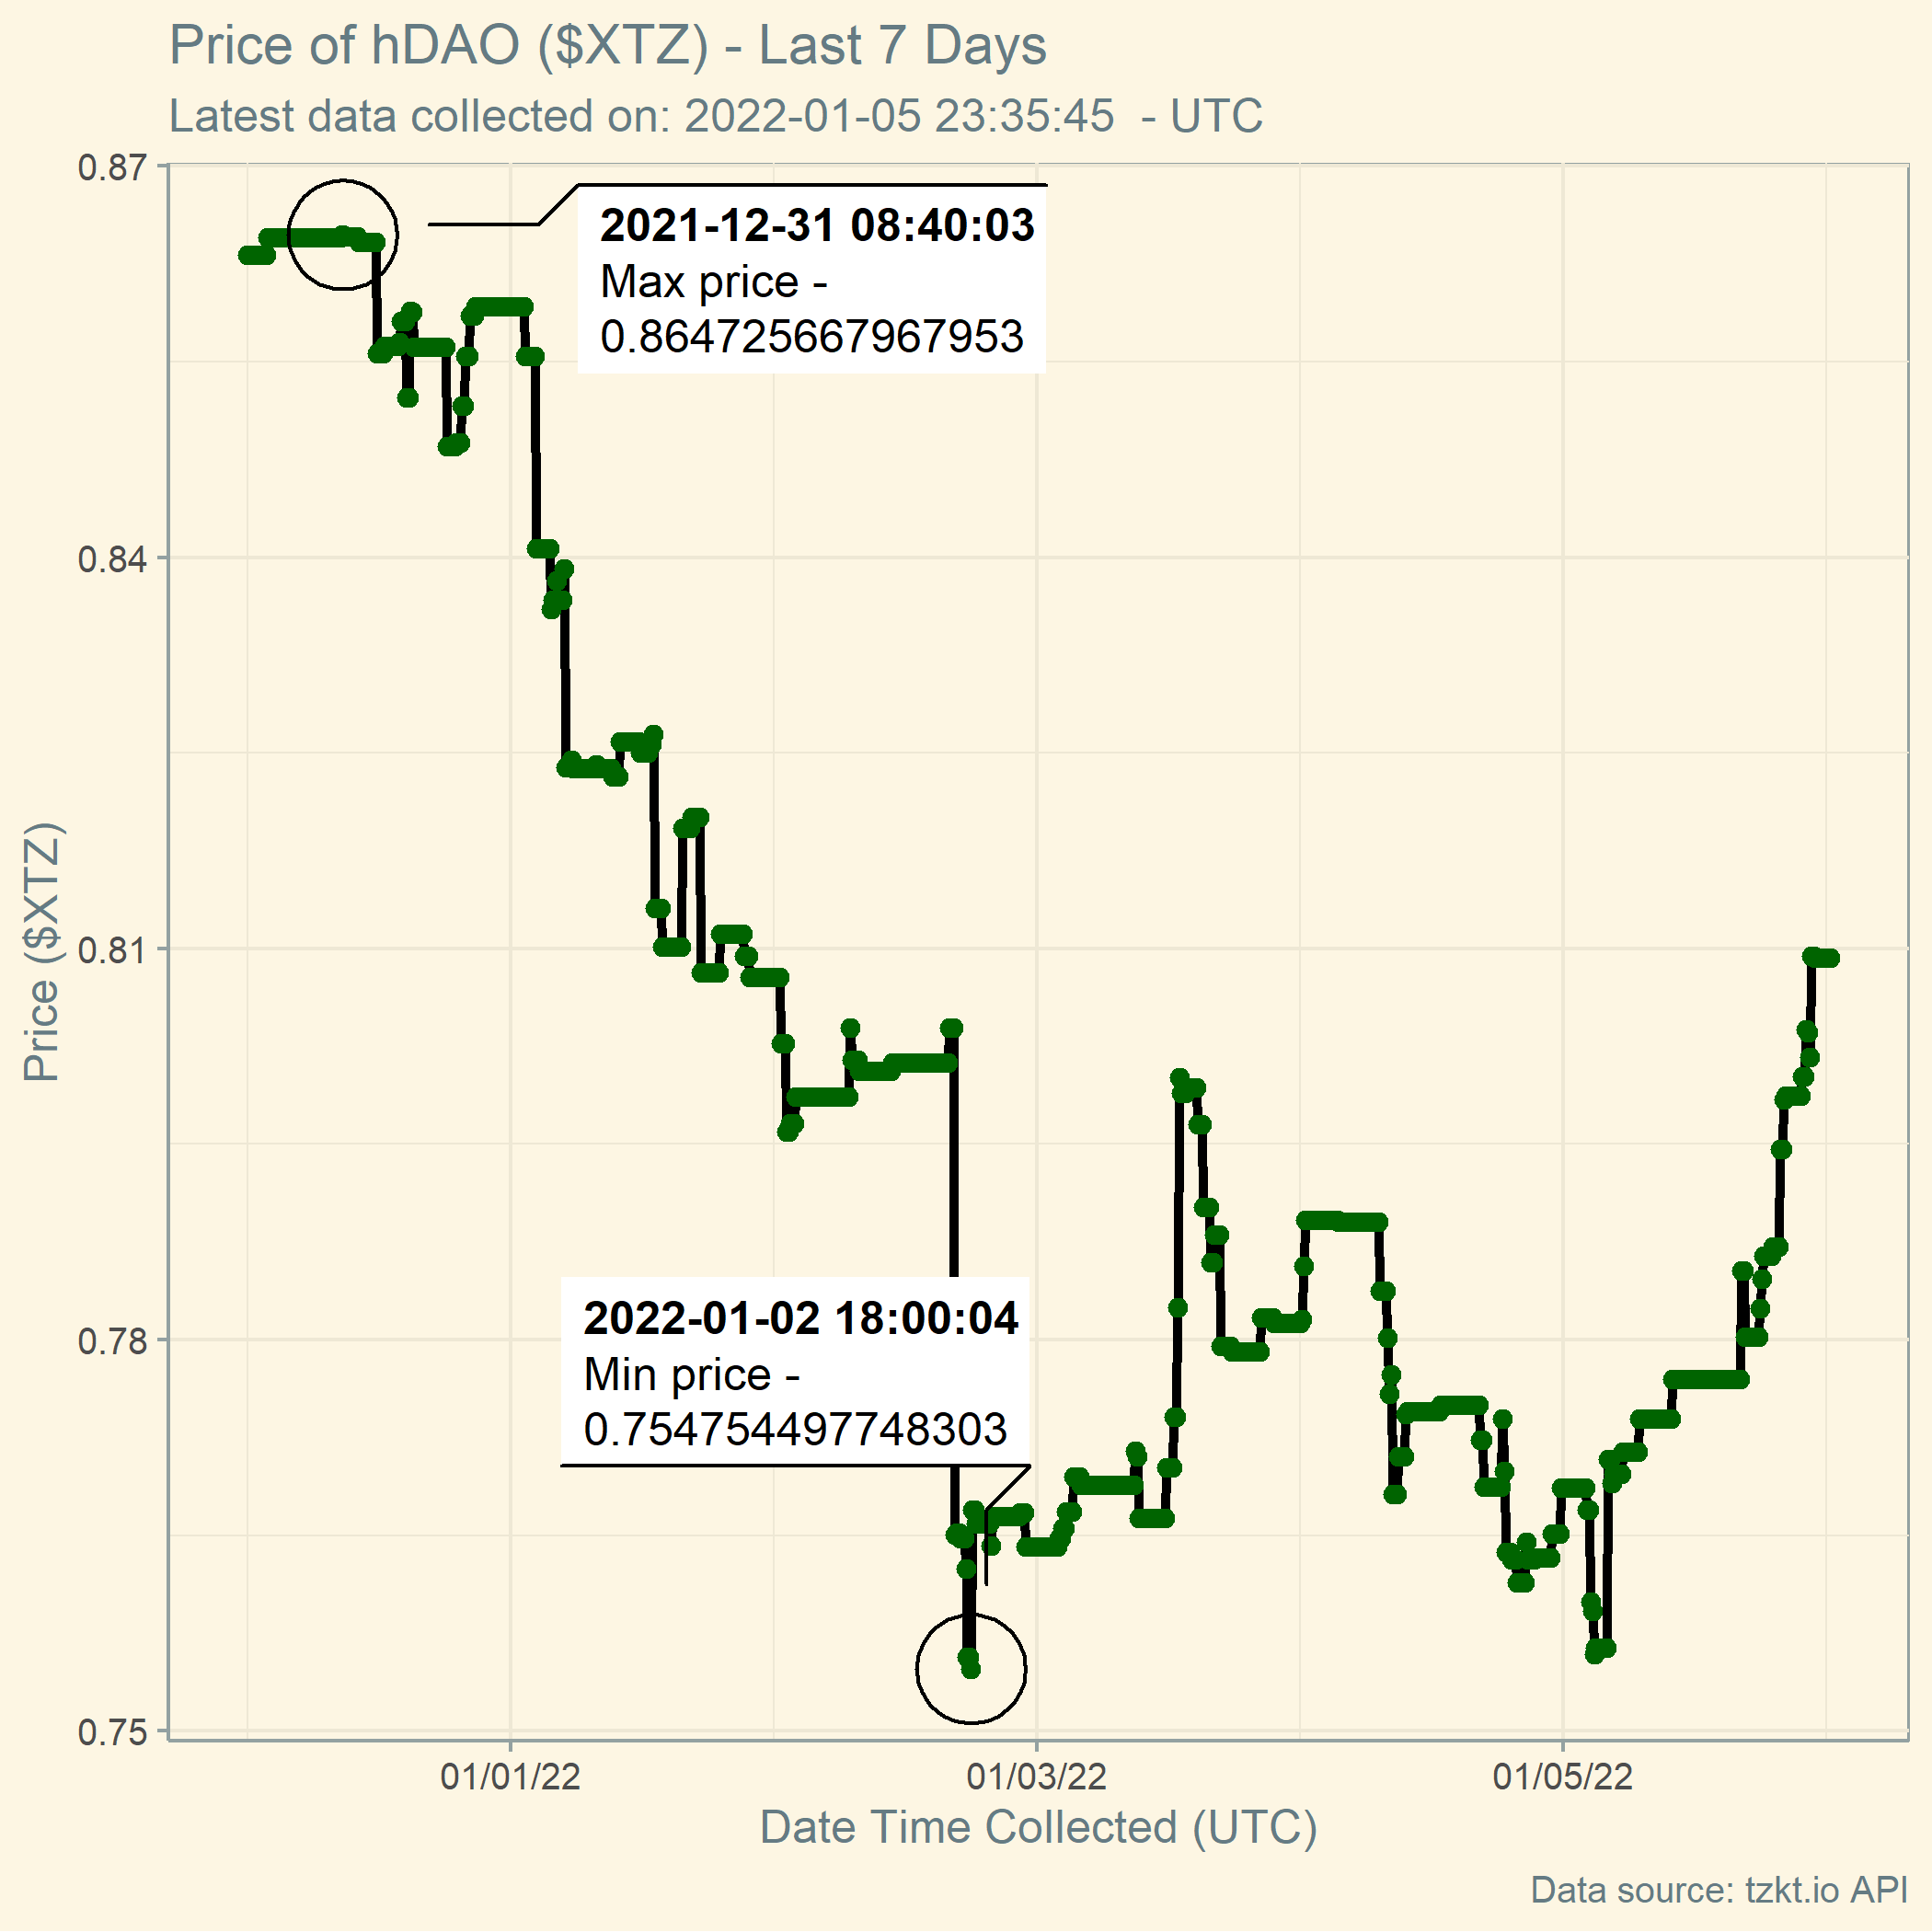 Price of hDAO ($XTZ) - Last 7 Days
Latest data collected on: 2022-01-05 23:35:45  - UTC
0.87
0.84
0.81
0.78
0.75
Price ($XTZ)
2021-12-31 08:40:03
Max price -
0.864725667967953
2022-01-02 18:00:04
Min price -
0.754754497748303
01/01/22
01/03/22
01/05/22
Date Time Collected (UTC)
Data source: tzkt.io API